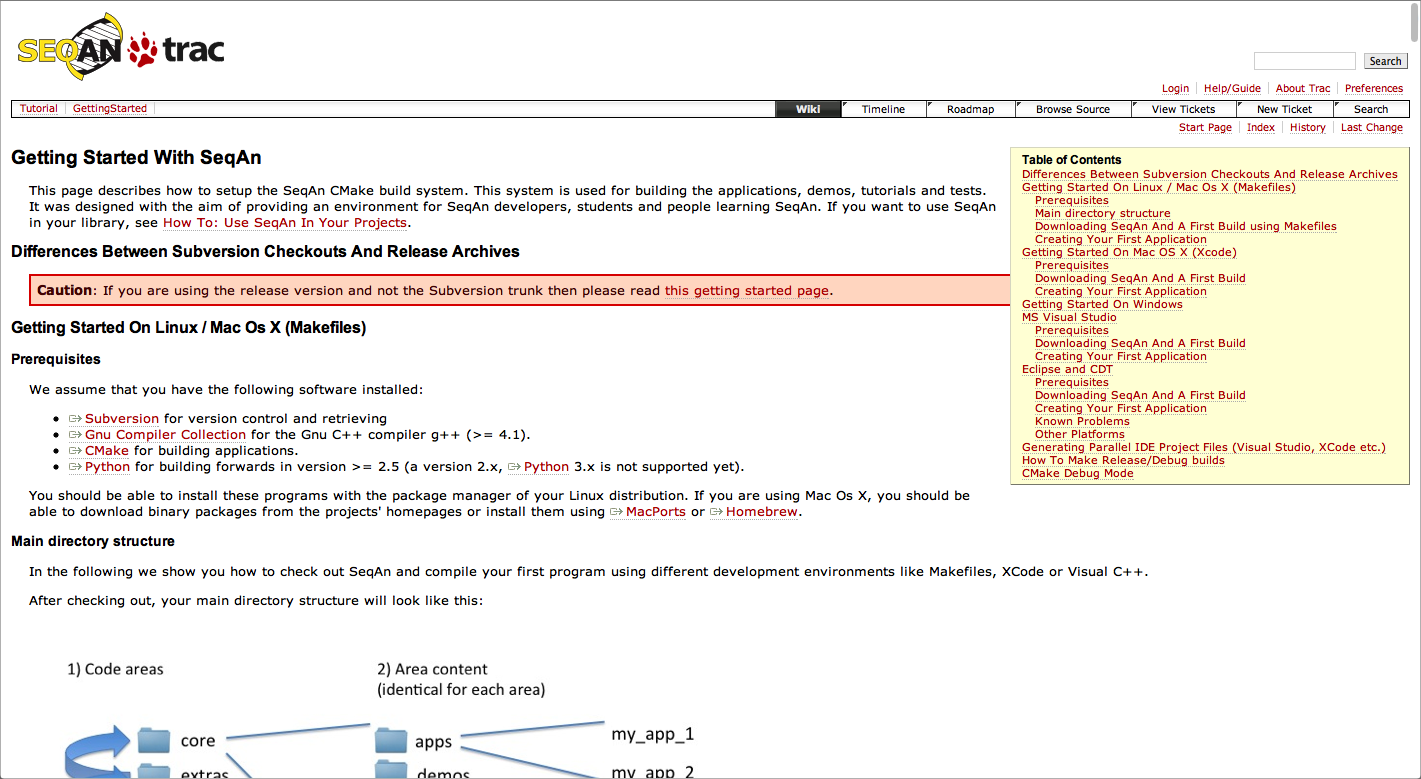 SEQAN trac
Search
Login Help/Guide About Trac Preferences
Tutorial GettingStarted Wiki Timeline Roadmap Browse Source View Tickets New Ticket Search
Start Page Index History Last Change
Getting Started With SeqAn
This page describes how to setup the SeqAn CMake build system. This system is used for building the applications, demos, tutorials and tests.
It was designed with the aim of providing an environment for SeqAn developers, students and people learning SeqAn. If you want to use SeqAn
in your library, see How To: Use SeqAn In Your Projects.
Differences Between Subversion Checkouts And Release Archives
Caution: If you are using the release version and not the Subversion trunk then please read this getting started page.
Getting Started On Linux / Mac Os X (Makefiles)
Prerequisites
We assume that you have the following software installed:
• Subversion for version control and retrieving
• Gnu Compiler Collection for the Gnu C++ compiler g++ (>= 4.1).
• CMake for building applications.
• Python for building forwards in version >= 2.5 (a version 2.x, Python 3.x is not supported yet).
You should be able to install these programs with the package manager of your Linux distribution. If you are using Mac Os X, you should be
able to download binary packages from the projects' homepages or install them using MacPorts or Homebrew.
Main directory structure
In the following we show you how to check out SeqAn and compile your first program using different development environments like Makefiles, XCode or Visual C++.
After checking out, your main directory structure will look like this:
1) Code areas
2) Area content
(identical for each area)
core
apps
my_app_1
extras
demos
my_app_2
Table of Contents
Differences Between Subversion Checkouts And Release Archives
Getting Started On Linux / Mac Os X (Makefiles)
Prerequisites
Main directory structure
Downloading SeqAn And A First Build using Makefiles
Creating Your First Application
Getting Started On Mac OS X (Xcode)
Prerequisites
Downloading SeqAn And A First Build
Creating Your First Application
Getting Started On Windows
MS Visual Studio
Prerequisites
Downloading SeqAn And A First Build
Creating Your First Application
Eclipse and CDT
Prerequisites
Downloading SeqAn And A First Build
Creating Your First Application
Known Problems
Other Platforms
Generating Parallel IDE Project Files (Visual Studio, XCode etc.)
How To Make Release/Debug builds
CMake Debug Mode